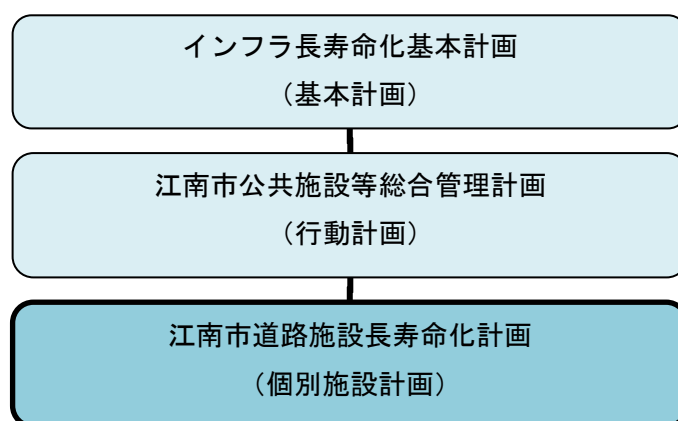 インフラ長寿命化基本計画
（基本計画）
江南市公共施設等総合管理計画
（行動計画）
江南市道路施設長寿命化計画
（個別施設計画）